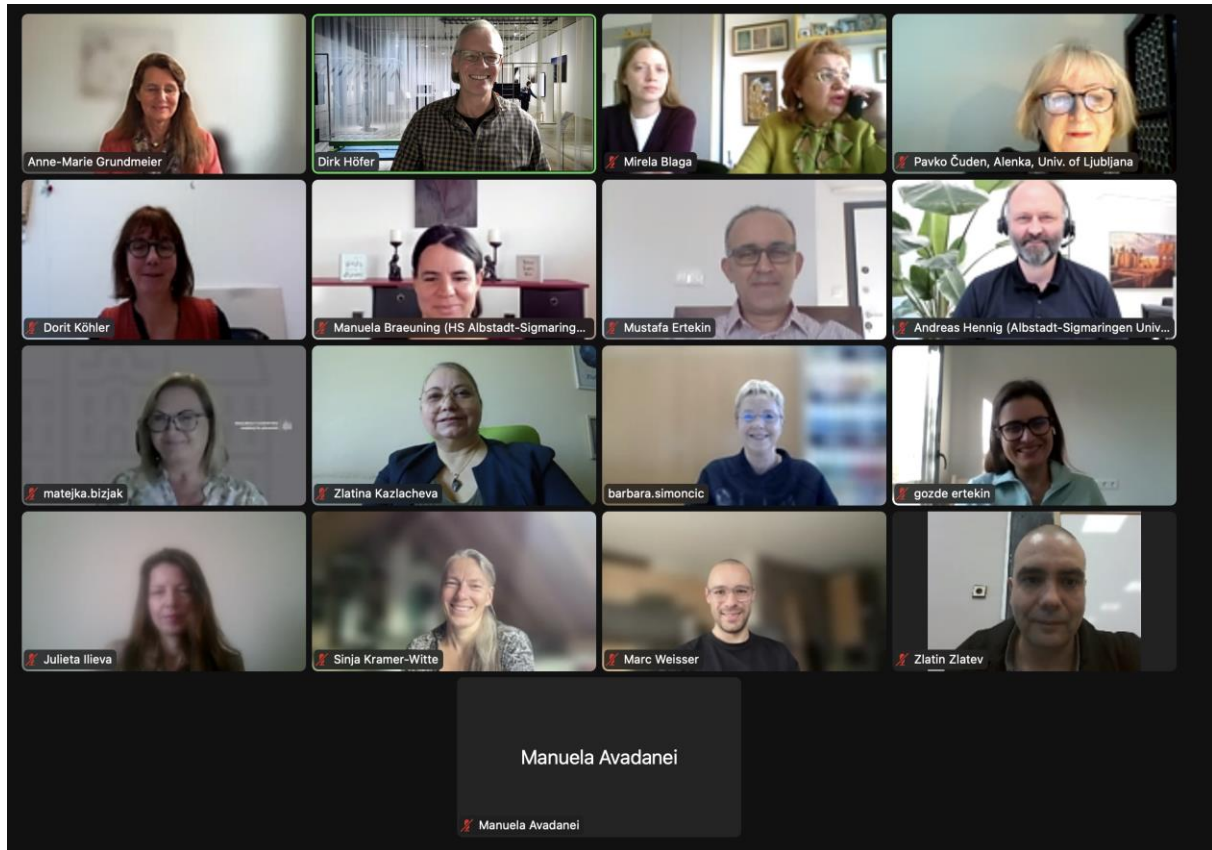 Anne-Marie Grundmeier
Dirk Höfer
Mirela Blaga
Pavko Čuden, Alenka, Univ. of Ljubljana
Dorit Köhler
Manuela Braeuning (HS Albstadt-Sigmaring...
Mustafa Ertekin
Andreas Hennig (Albstadt-Sigmaringen Univ...
matejka.bizjak
Zlatina Kazlacheva
barbara.simoncic
gozde ertekin
Julieta Ilieva
Sinja Kramer-Witte
Marc Weisser
Zlatin Zlatev
Manuela Avadanei
Manuela Avadanei